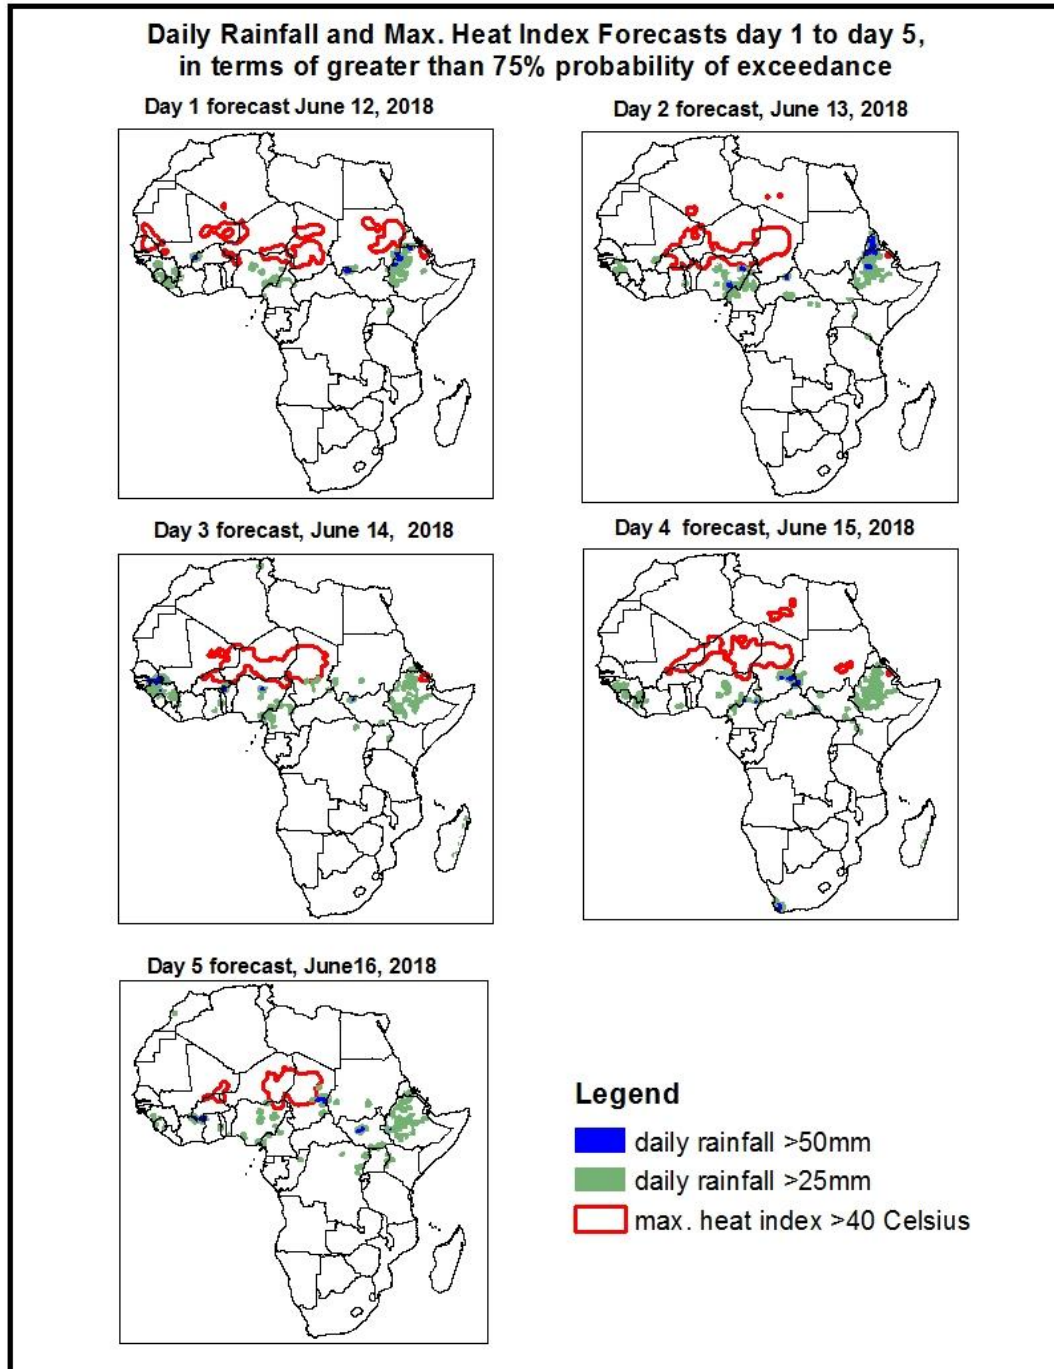 Daily Rainfall and Max. Heat Index Forecasts day 1 to day 5,
in terms of greater than 75% probability of exceedance
Day 1 forecast June 12, 2018
Day 2 forecast, June 13, 2018
Day 3 forecast, June 14, 2018
Day 4 forecast, June 15, 2018
Day 5 forecast, June16, 2018
Legend
daily rainfall >50mm
daily rainfall >25mm
max. heat index >40 Celsius